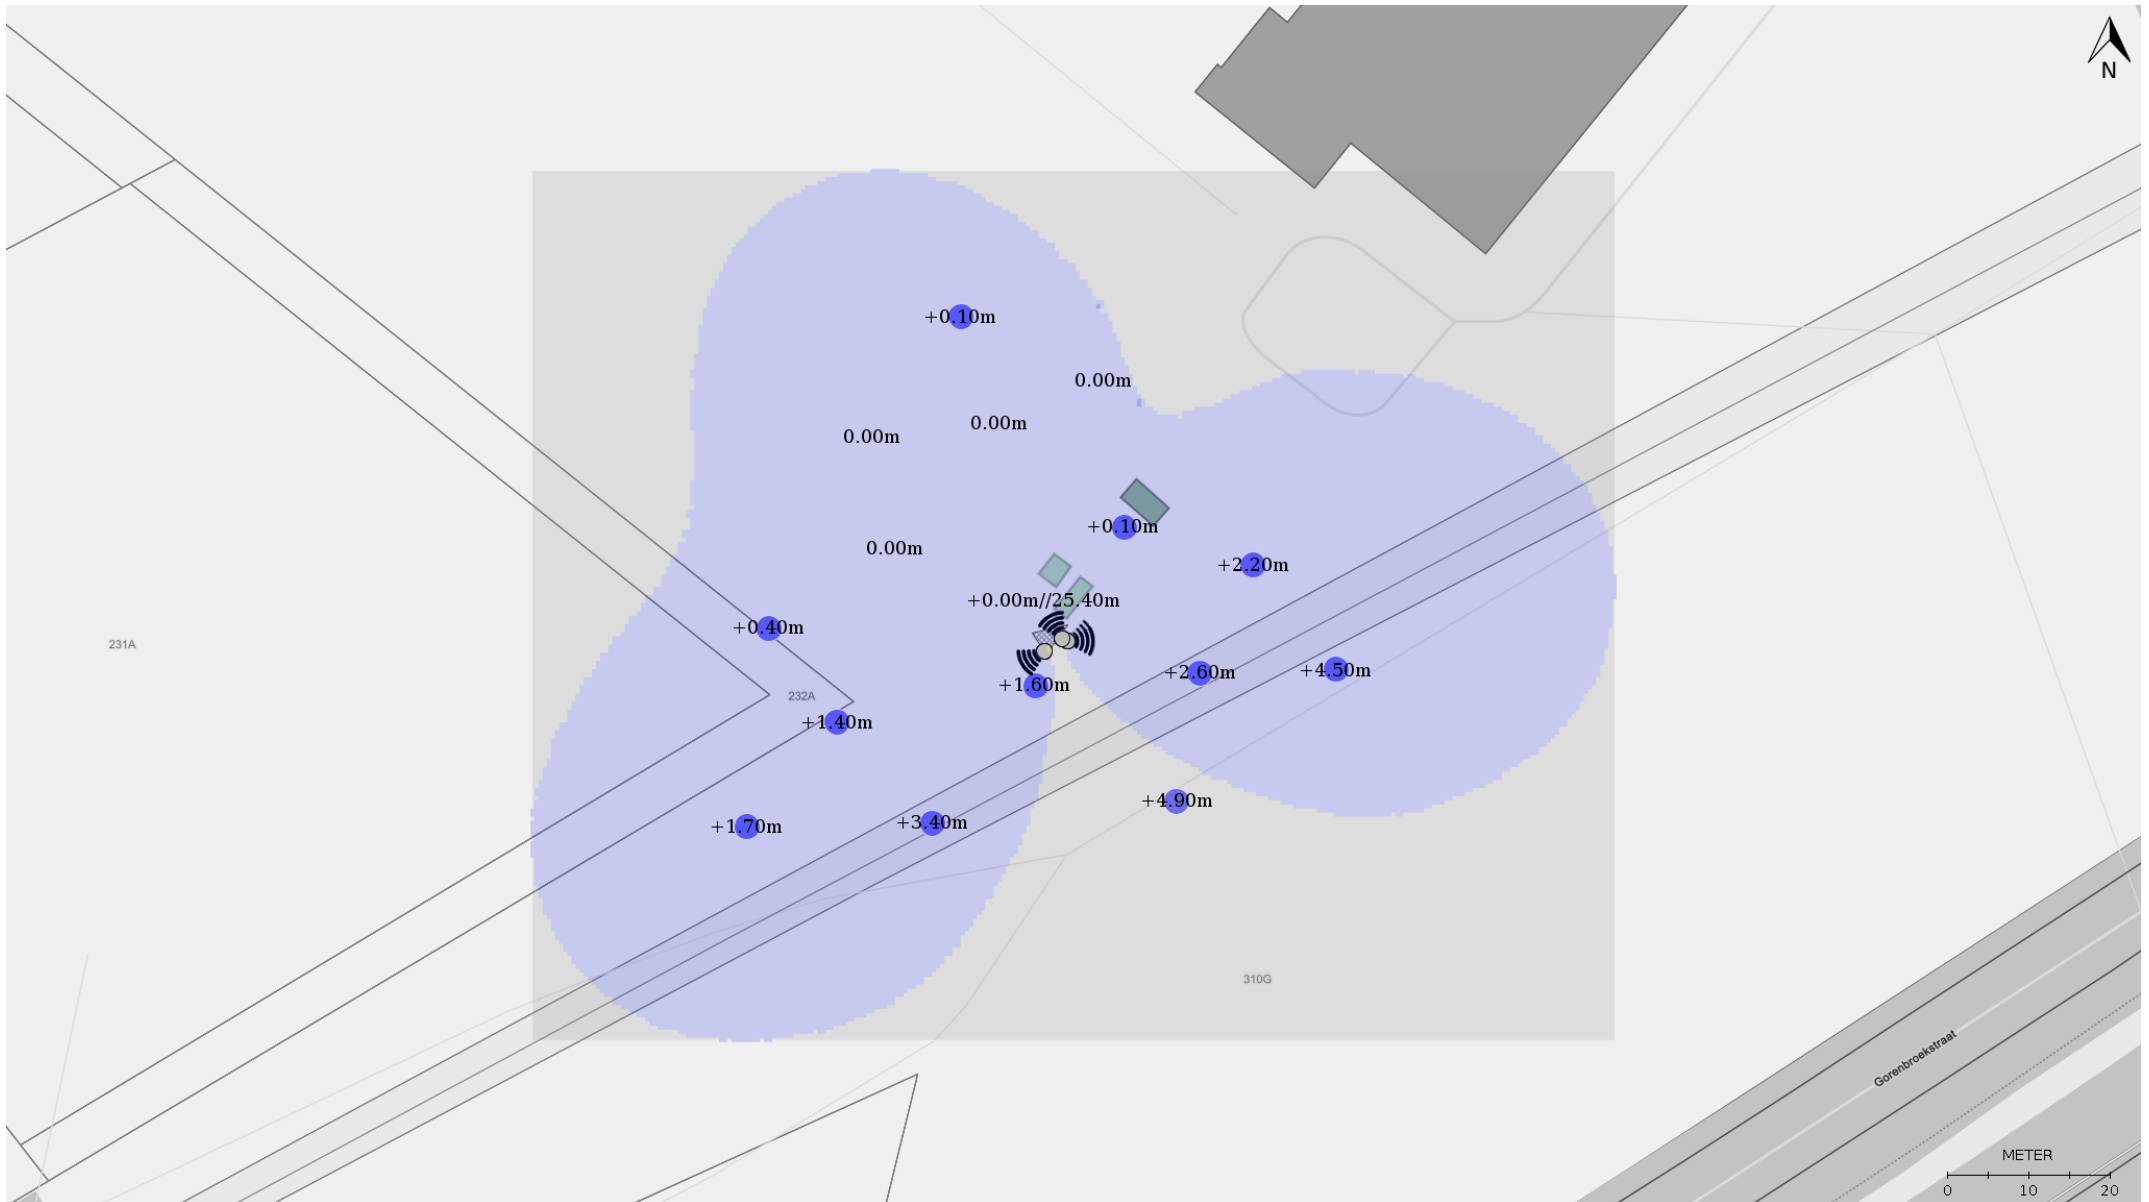 N
+0.10m
0.00m
0.00m
0.00m
+0.10m
0.00m
+2.20m
+0.00m//25.40m
+0.40m
231A
+2.60m
+4.50m
+1.60m
232A
+1.40m
+4.90m
+3.40m
+1.70m
310G
Gorenbroekstraat
METER
0 10 20